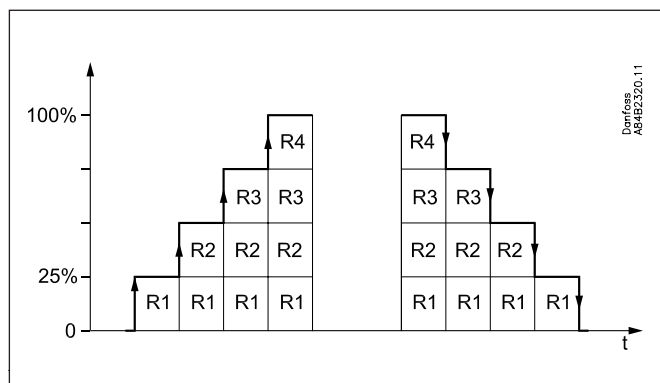 Danfoss
A84B2320.11
100%
R4 R4
R3 R3 R3 R3
R2 R2 R2 R2 R2 R2
25%
R1 R1 R1 R1 R1 R1 R1 R1
0
t